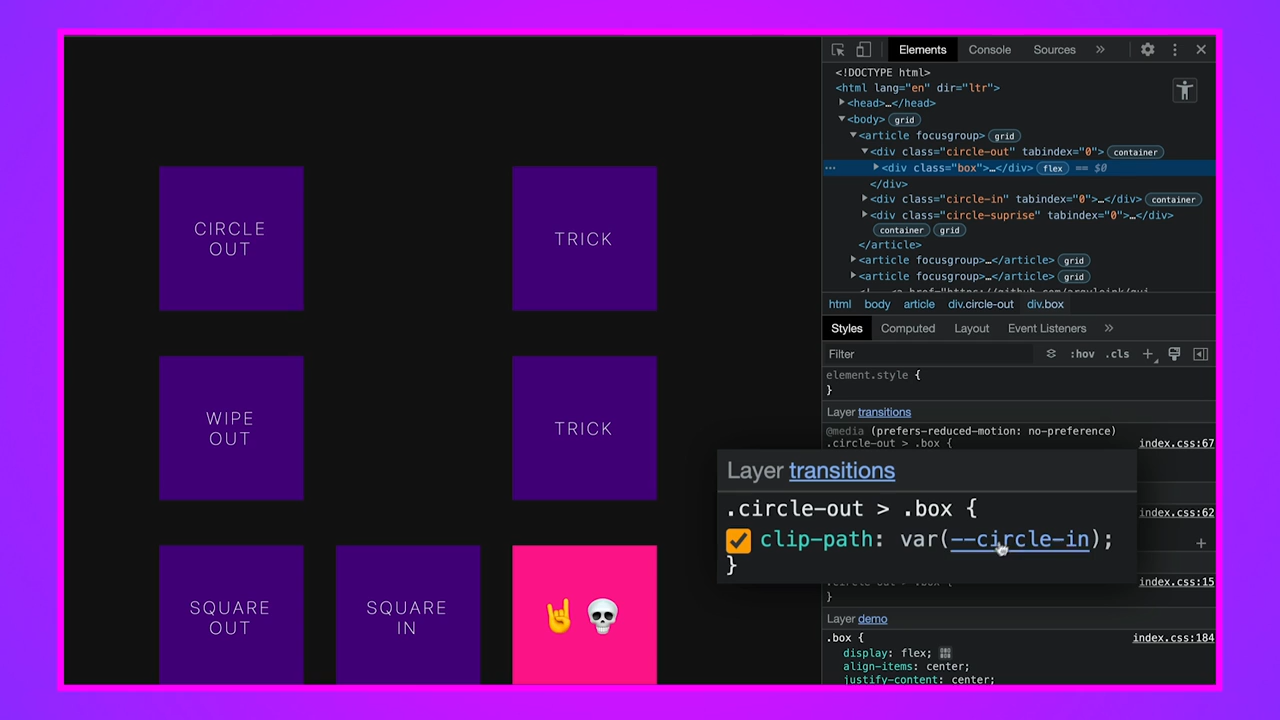 CIRCLE
OUT
TRICK
WIPE
OUT
TRICK
SQUARE
OUT
SQUARE
IN
Elements Console Sources »
<!DOCTYPE html>
<html lang="en" dir="ltr">
<head>…</head>
<body> grid
<article focusgroup> grid
<div class="circle-out" tabindex="0"> container
… <div class="box">…</div> flex == $0
</div>
<div class="circle-in" tabindex="0">…</div> container
<div class="circle-suprise" tabindex="0">…</div>
container grid
</article>
<article focusgroup>…</article> grid
<article focusgroup>…</article> grid
html body article div.circle-out div.box
Styles Computed Layout Event Listeners »
Filter :hov .cls
element.style {
}
Layer transitions
@media (prefers-reduced-motion: no-preference)
.circle-out > .box { index.css:67
Layer transitions
.circle-out > .box {
clip-path: var(--circle-in);
}
index.css:62
index.css:15
}
Layer demo
.box { index.css:184
display: flex;
align-items: center;
justify-content: center;